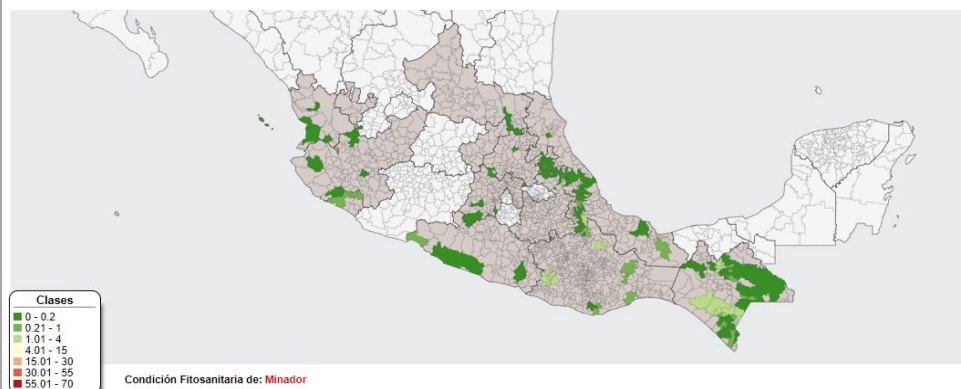 Clases
0 - 0.2
0.21 - 1
1.01 - 4
4.01 - 15
15.01 - 30
30.01 - 55
55.01 - 70
Condición Fitosanitaria de: Minador